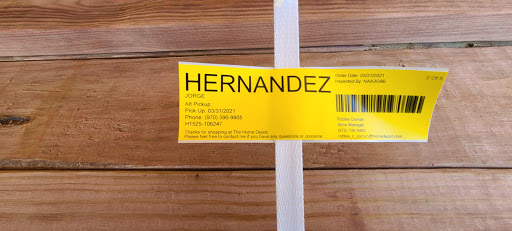 HERNANDEZ
JORGE
Alt Pickup
Pick Up: 03/31/2021
Phone: (970) 390-9805
H1525-106247
Thanks for shopping at The Home Depot.
Please feel free to contact me if you have any questions or concerns.
Order Date: 03/31/2021
Inspected By:
2 Of 5
Store Manager